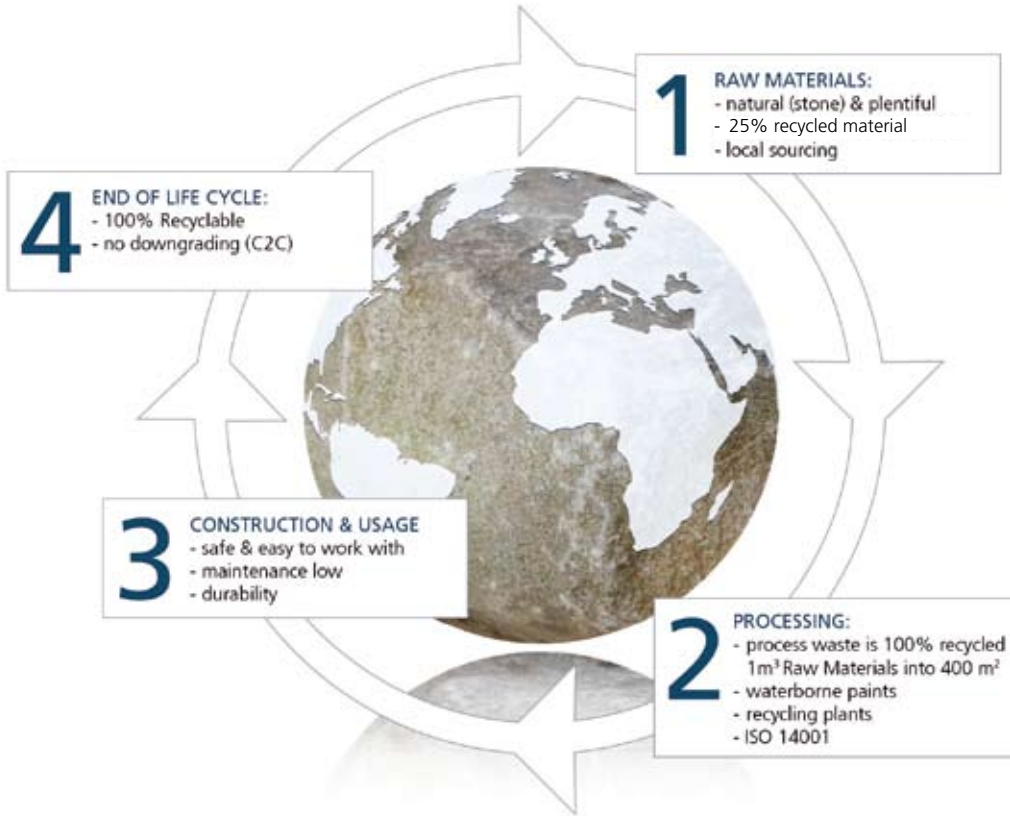 1
RAW MATERIALS:
- natural (stone) & plentiful
- 25% recycled material
- local sourcing
2
PROCESSING:
- process waste is 100% recycled
1m³ Raw Materials into 400 m²
- waterborne paints
- recycling plants
- ISO 14001
3
CONSTRUCTION & USAGE
- safe & easy to work with
- maintenance low
- durability
4
END OF LIFE CYCLE:
- 100% Recyclable
- no downgrading (C2C)